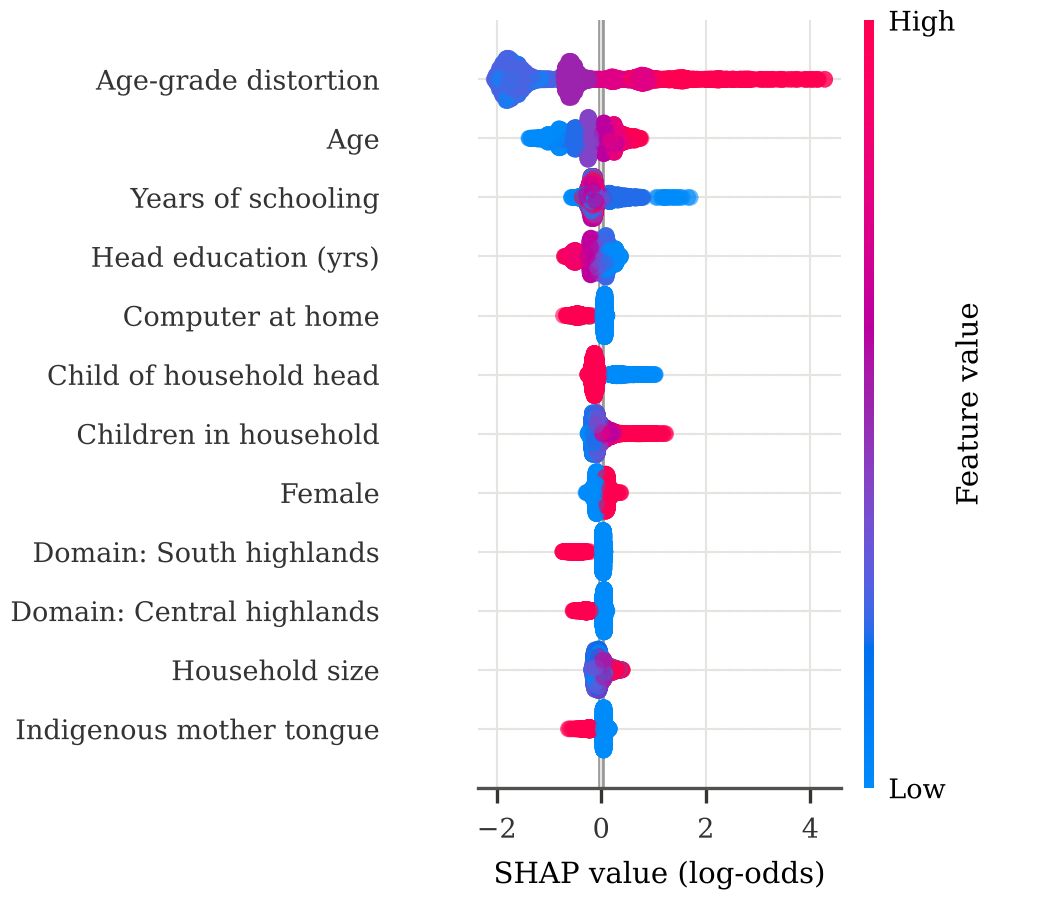 High
Age-grade distortion
Age
Years of schooling
Head education (yrs)
Computer at home
Child of household head
Children in household
Female
Domain: South highlands
Domain: Central highlands
Household size
Indigenous mother tongue
Feature value
Low
−2 0 2 4
SHAP value (log-odds)